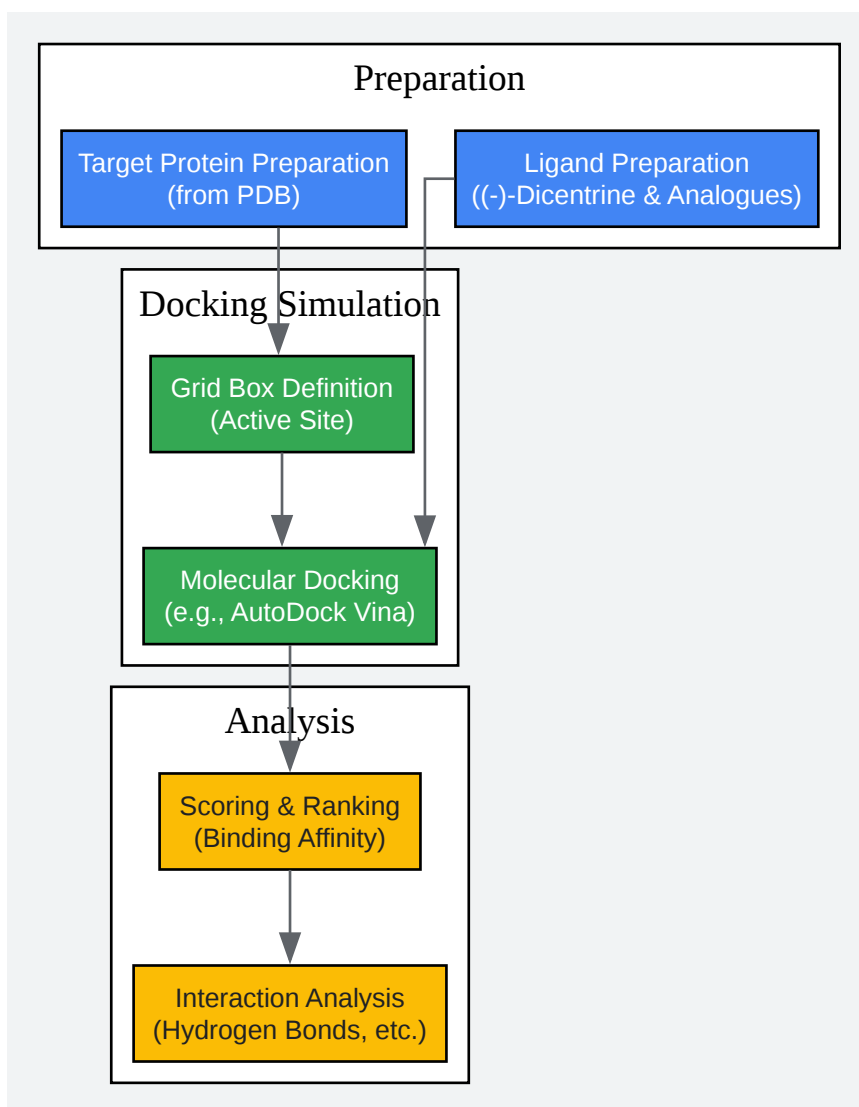 Preparation
Target Protein Preparation
(from PDB)
Ligand Preparation
((-)-Dicentrine & Analogues)
Docking Simulation
Grid Box Definition
(Active Site)
Molecular Docking
(e.g., AutoDock Vina)
Analysis
Scoring & Ranking
(Binding Affinity)
Interaction Analysis
(Hydrogen Bonds, etc.)